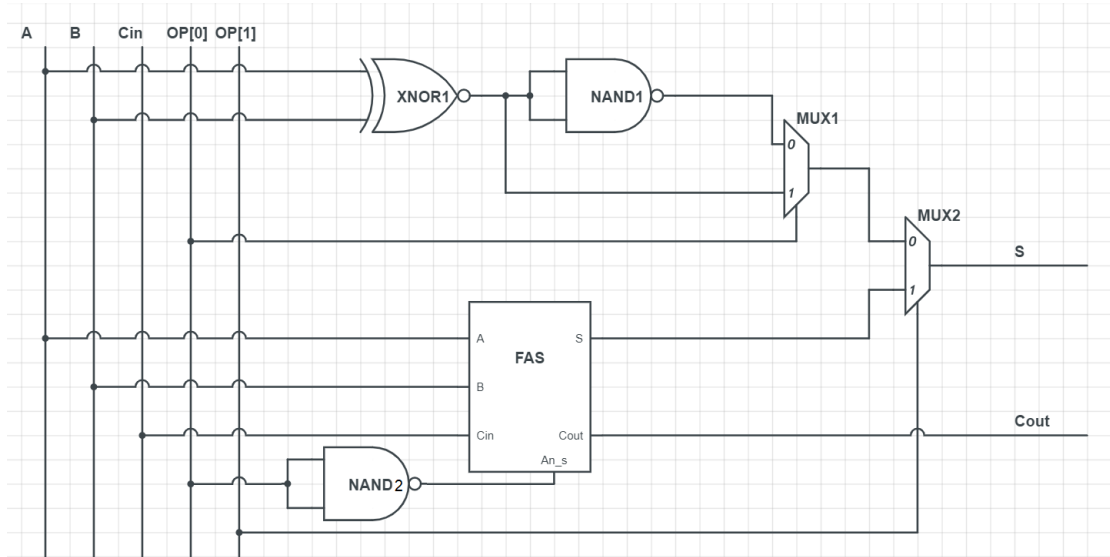 A B Cin OP[0] OP[1]
XNOR1
NAND1
MUX1
0
1
MUX2
0
1
S
FAS
A
S
B
Cin
Cout
An_s
Cout
NAND2